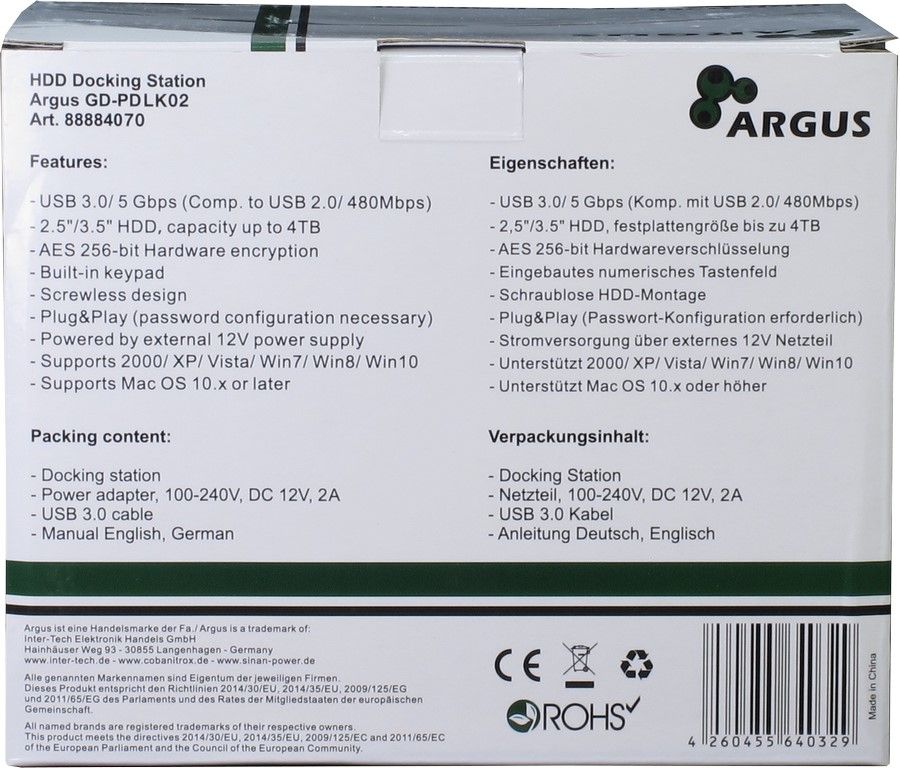 HDD Docking Station
Argus GD-PDLK02
Art. 88884070
ARGUS
Features:
- USB 3.0/ 5 Gbps (Comp. to USB 2.0/ 480Mbps)
- 2.5"/3.5" HDD, capacity up to 4TB
- AES 256-bit Hardware encryption
- Built-in keypad
- Screwless design
- Plug&Play (password configuration necessary)
- Powered by external 12V power supply
- Supports 2000/ XP/ Vista/ Win7/ Win8/ Win10
- Supports Mac OS 10.x or later
Packing content:
- Docking station
- Power adapter, 100-240V, DC 12V, 2A
- USB 3.0 cable
- Manual English, German
Eigenschaften:
- USB 3.0/ 5 Gbps (Komp. mit USB 2.0/ 480Mbps)
- 2,5"/3.5" HDD, festplattengröße bis zu 4TB
- AES 256-bit Hardwareverschlüsselung
- Eingebautes numerisches Tastenfeld
- Schraublose HDD-Montage
- Plug&Play (Passwort-Konfiguration erforderlich)
- Stromversorgung über externes 12V Netzteil
- Unterstützt 2000/ XP/ Vista/ Win7/ Win8/ Win10
- Unterstützt Mac OS 10.x oder höher
Verpackungsinhalt:
- Docking Station
- Netzteil, 100-240V, DC 12V, 2A
- USB 3.0 Kabel
- Anleitung Deutsch, Englisch
Argus ist eine Handelsmarke der Fa./ Argus is a trademark of:
Inter-Tech Elektronik Handels GmbH
Hainhäuser Weg 93 - 30855 Langenhagen - Germany
www.inter-tech.de - www.cobanitrox.de - www.sinan-power.de
Alle genannten Markennamen sind Eigentum der jeweiligen Firmen.
Dieses Produkt entspricht den Richtlinien 2014/30/EU, 2014/35/EU, 2009/125/EG
und 2011/65/EG des Parlaments und des Rates der Mitgliedstaaten der europäischen
Gemeinschaft.
All named brands are registered trademarks of their respective owners.
This product meets the directives 2014/30/EU, 2014/35/EU, 2009/125/EC and 2011/65/EC
of the European Parliament and the Council of the European Community.
CE
ROHS
4 260455 640329
Made in China